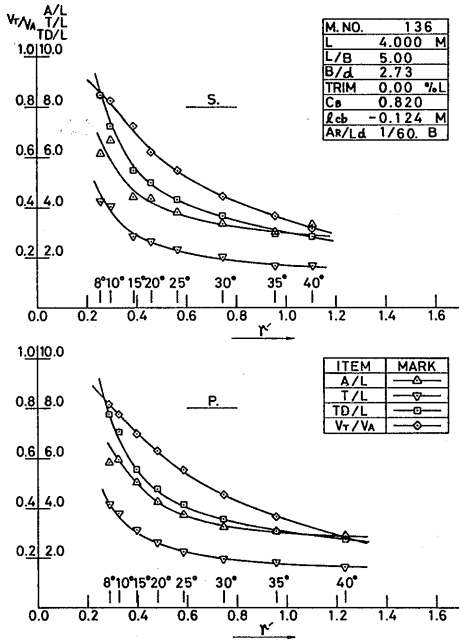 A/L
VT/VA T/L
TD/L
1.0 10.0
0.8 8.0
0.6 6.0
0.4 4.0
0.2 2.0
S.
M. NO. 136
L 4.000 M
L/B 5.00
B/d 2.73
TRIM 0.00 %L
CB 0.820
lcb -0.124 M
AR/Ld 1/60. B
8° 10° 15° 20° 25° 30° 35° 40°
0.0 0.2 0.4 0.6 0.8 1.0 1.2 1.4 1.6
r'
1.0 10.0
0.8 8.0
0.6 6.0
0.4 4.0
0.2 2.0
P.
ITEM MARK
A/L
T/L
TD/L
VT/VA
8° 10° 15° 20° 25° 30° 35° 40°
0.0 0.2 0.4 0.6 0.8 1.0 1.2 1.4 1.6
r'